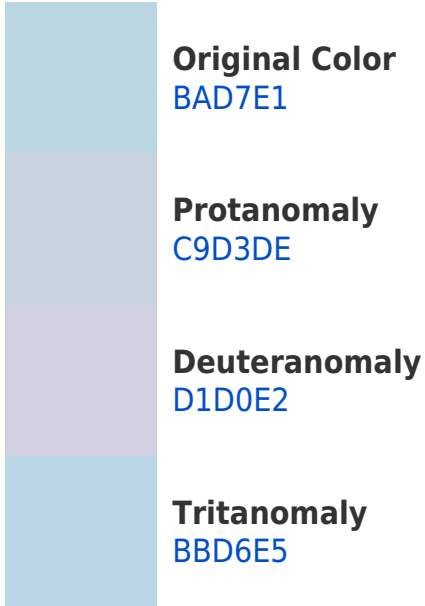 Original Color
BAD7E1
Protanomaly
C9D3DE
Deuteranomaly
D1D0E2
Tritanomaly
BBD6E5